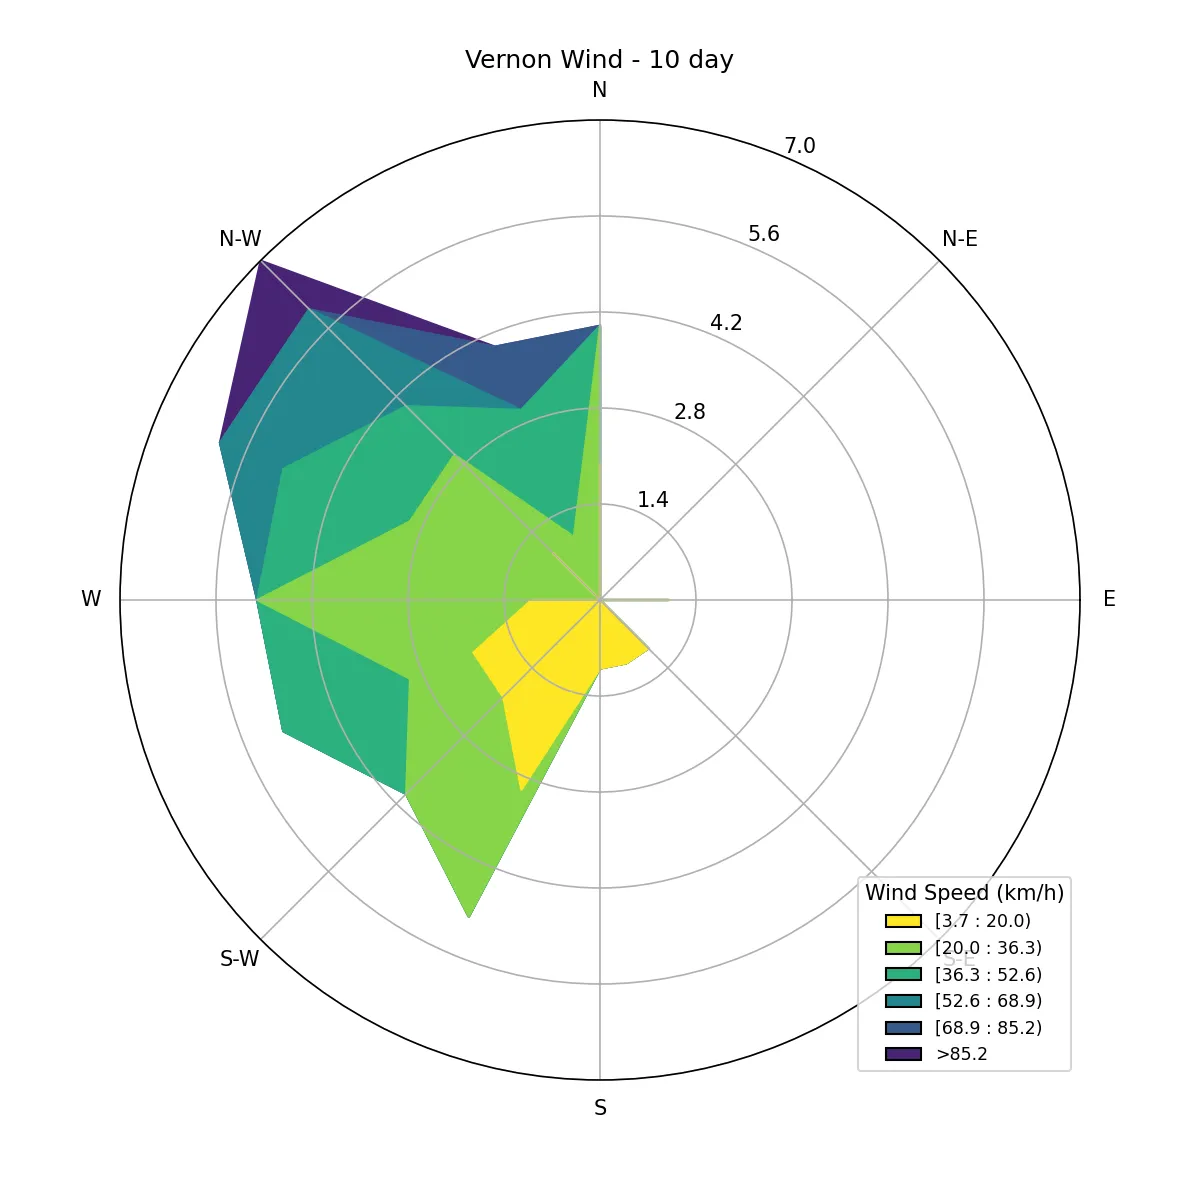 Vernon Wind - 10 day
N
7.0
N-W
5.6
N-E
4.2
2.8
1.4
W
E
Wind Speed (km/h)
[3.7 : 20.0)
[20.0 : 36.3)
S-W
S-E
[36.3 : 52.6)
[52.6 : 68.9)
[68.9 : 85.2)
>85.2
S